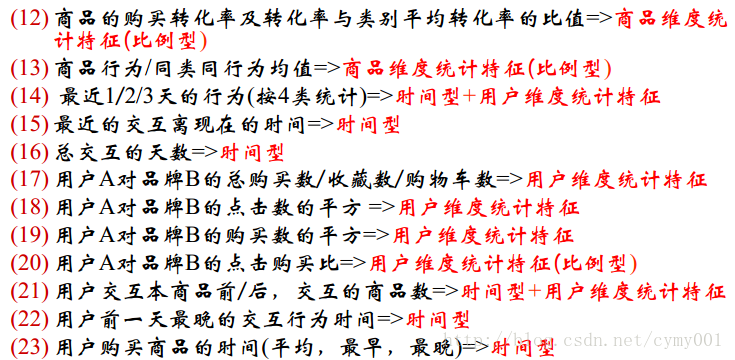 (12) 商品的购买转化率及转化率与类别平均转化率的比值=>商品维度统
计特征(比例型)
(13) 商品行为/同类同行为均值=>商品维度统计特征(比例型)
(14) 最近1/2/3天的行为(按4类统计)=>时间型+用户维度统计特征
(15) 最近的交互离现在的时间=>时间型
(16) 总交互的天数=>时间型
(17) 用户A对品牌B的总购买数/收藏数/购物车数=>用户维度统计特征
(18) 用户A对品牌B的点击数的平方 =>用户维度统计特征
(19) 用户A对品牌B的购买数的平方=>用户维度统计特征
(20) 用户A对品牌B的点击购买比=>用户维度统计特征(比例型)
(21) 用户交互本商品前/后，交互的商品数=>时间型+用户维度统计特征
(22) 用户前一天最晚的交互行为时间=>时间型
(23) 用户购买商品的时间(平均，最早，最晚)=>时间型
http://blog.csdn.net/cymy001